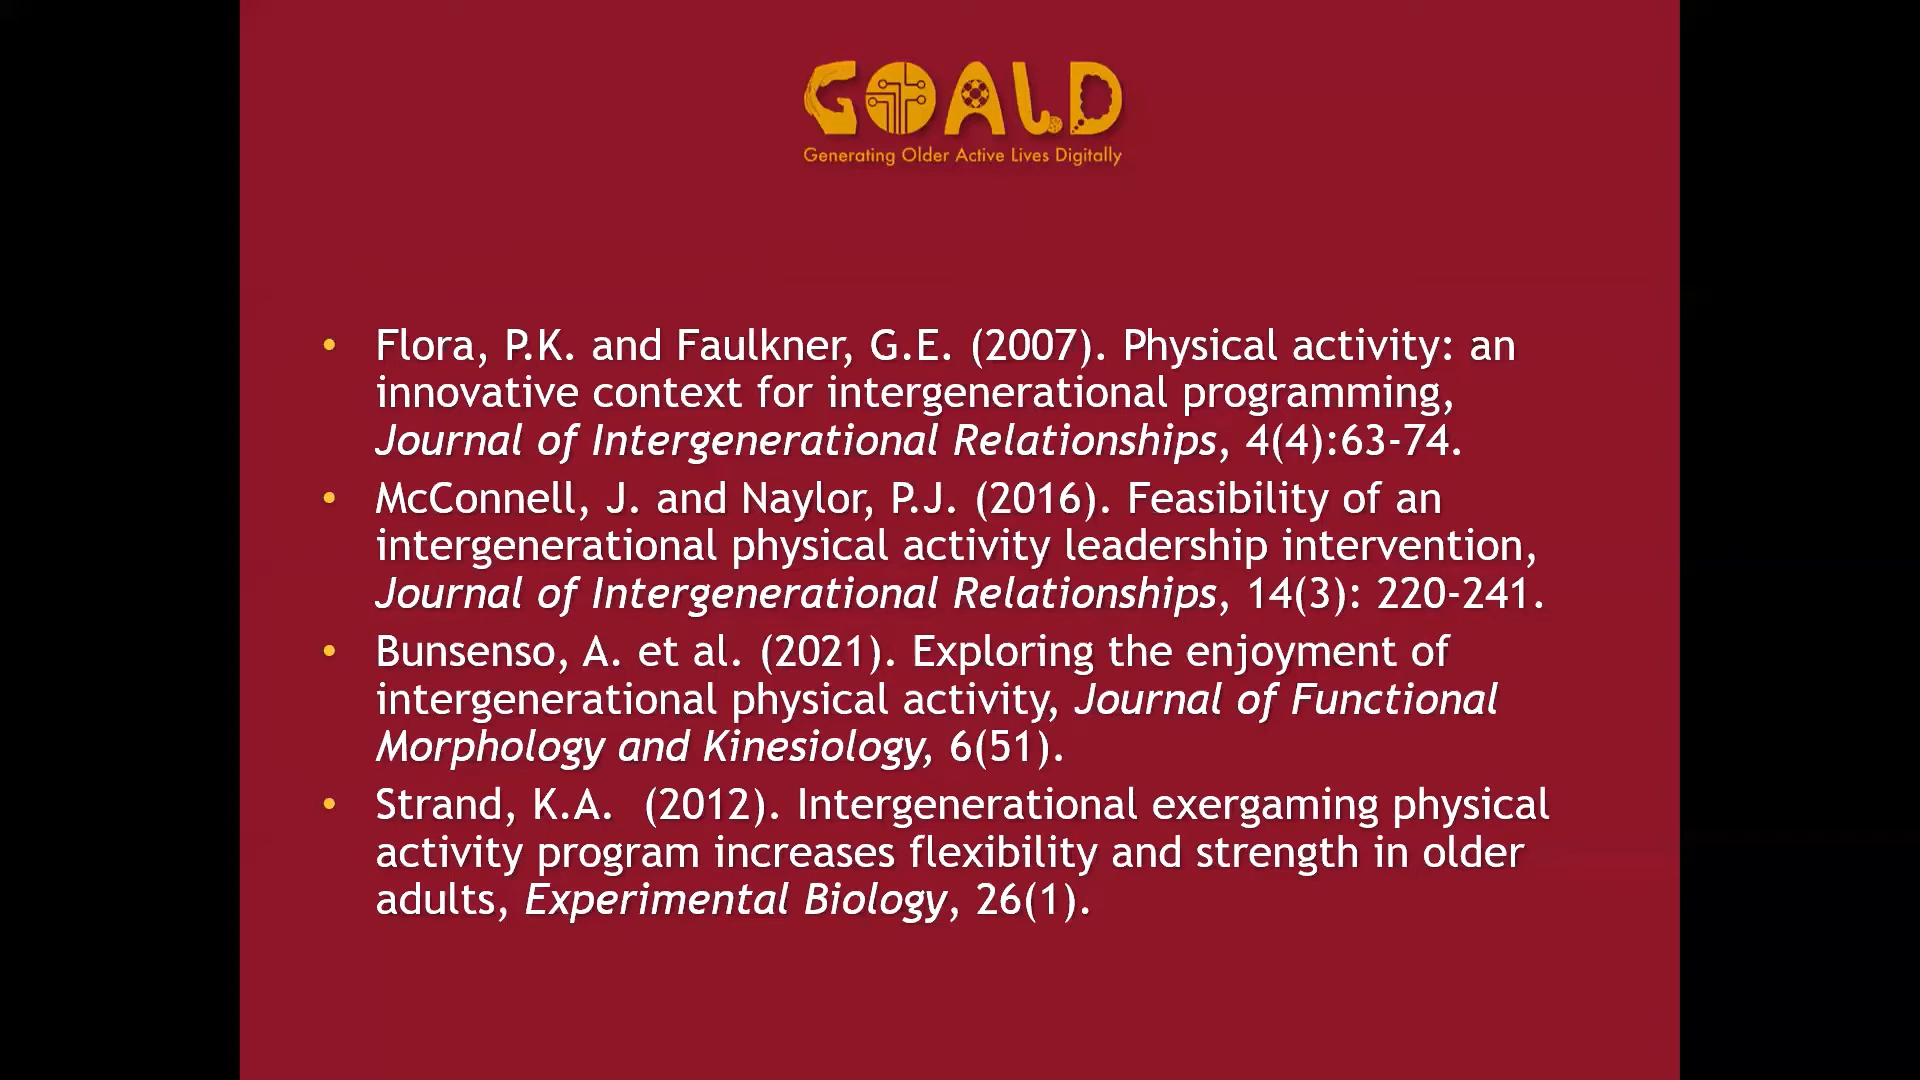 GOALD
Generating Older Active Lives Digitally
• Flora, P.K. and Faulkner, G.E. (2007). Physical activity: an
innovative context for intergenerational programming,
Journal of Intergenerational Relationships, 4(4):63-74.
• McConnell, J. and Naylor, P.J. (2016). Feasibility of an
intergenerational physical activity leadership intervention,
Journal of Intergenerational Relationships, 14(3): 220-241.
• Bunsenso, A. et al. (2021). Exploring the enjoyment of
intergenerational physical activity, Journal of Functional
Morphology and Kinesiology, 6(51).
• Strand, K.A.  (2012). Intergenerational exergaming physical
activity program increases flexibility and strength in older
adults, Experimental Biology, 26(1).